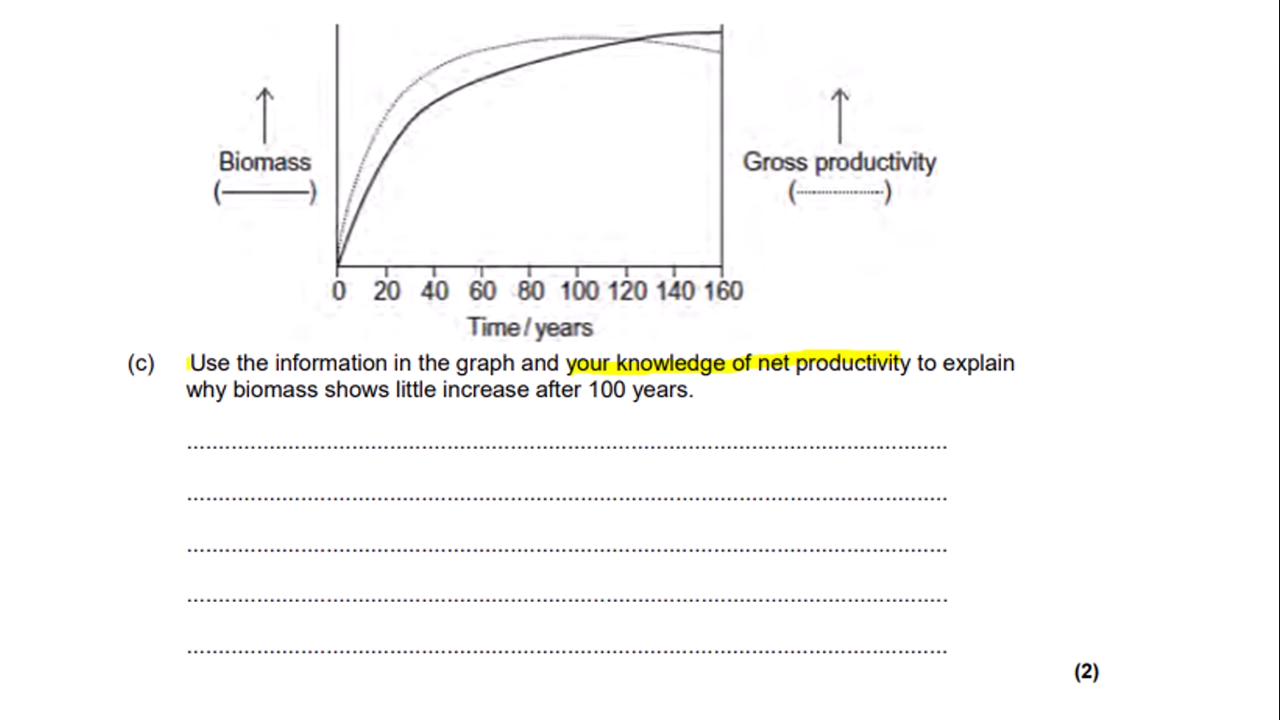 Biomass
Gross productivity
(———)
(............)
0 20 40 60 80 100 120 140 160
Time/years
(c) Use the information in the graph and your knowledge of net productivity to explain
why biomass shows little increase after 100 years.
(2)